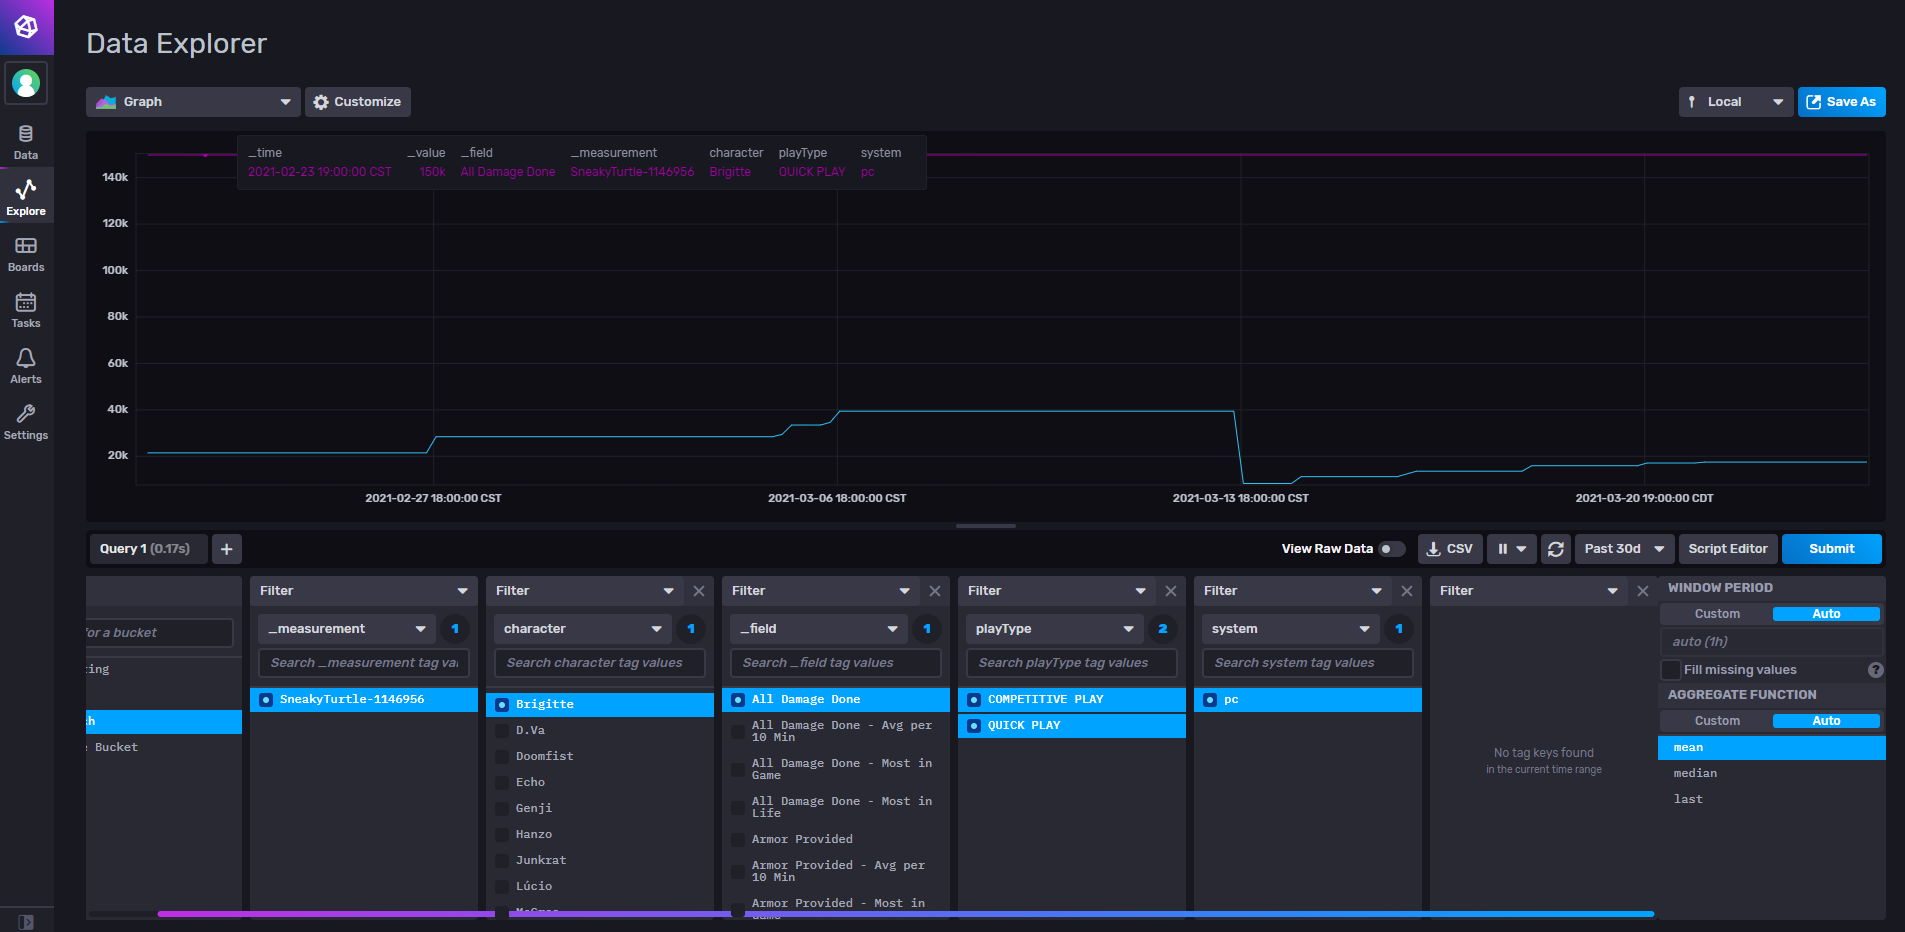 Data Explorer
Graph
Customize
Local
Save As
Data
Explore
Boards
Tasks
Alerts
Settings
_time _value _field _measurement character playType system
2021-02-23 19:00:00 CST 150k All Damage Done SneakyTurtle-1146956 Brigitte QUICK PLAY pc
140k
120k
100k
80k
60k
40k
20k
2021-02-27 18:00:00 CST 2021-03-06 18:00:00 CST 2021-03-13 18:00:00 CST 2021-03-20 19:00:00 CDT
Query 1 (0.17s)
+
View Raw Data
CSV
Past 30d
Script Editor
Submit
for a bucket
Filter
_measurement 1
Search _measurement tag val
SneakyTurtle-1146956
Filter
character 1
Search character tag values
Brigitte
D.Va
Doomfist
Echo
Genji
Hanzo
Junkrat
Lúcio
Filter
_field 1
Search _field tag values
All Damage Done
All Damage Done - Avg per
10 Min
All Damage Done - Most in
Game
All Damage Done - Most in
Life
Armor Provided
Armor Provided - Avg per
10 Min
Armor Provided - Most in
Filter
playType 2
Search playType tag values
COMPETITIVE PLAY
QUICK PLAY
Filter
system 1
Search system tag values
pc
Filter
No tag keys found
in the current time range
WINDOW PERIOD
Custom Auto
auto (1h)
Fill missing values ?
AGGREGATE FUNCTION
Custom Auto
mean
median
last
ing
h
e Bucket